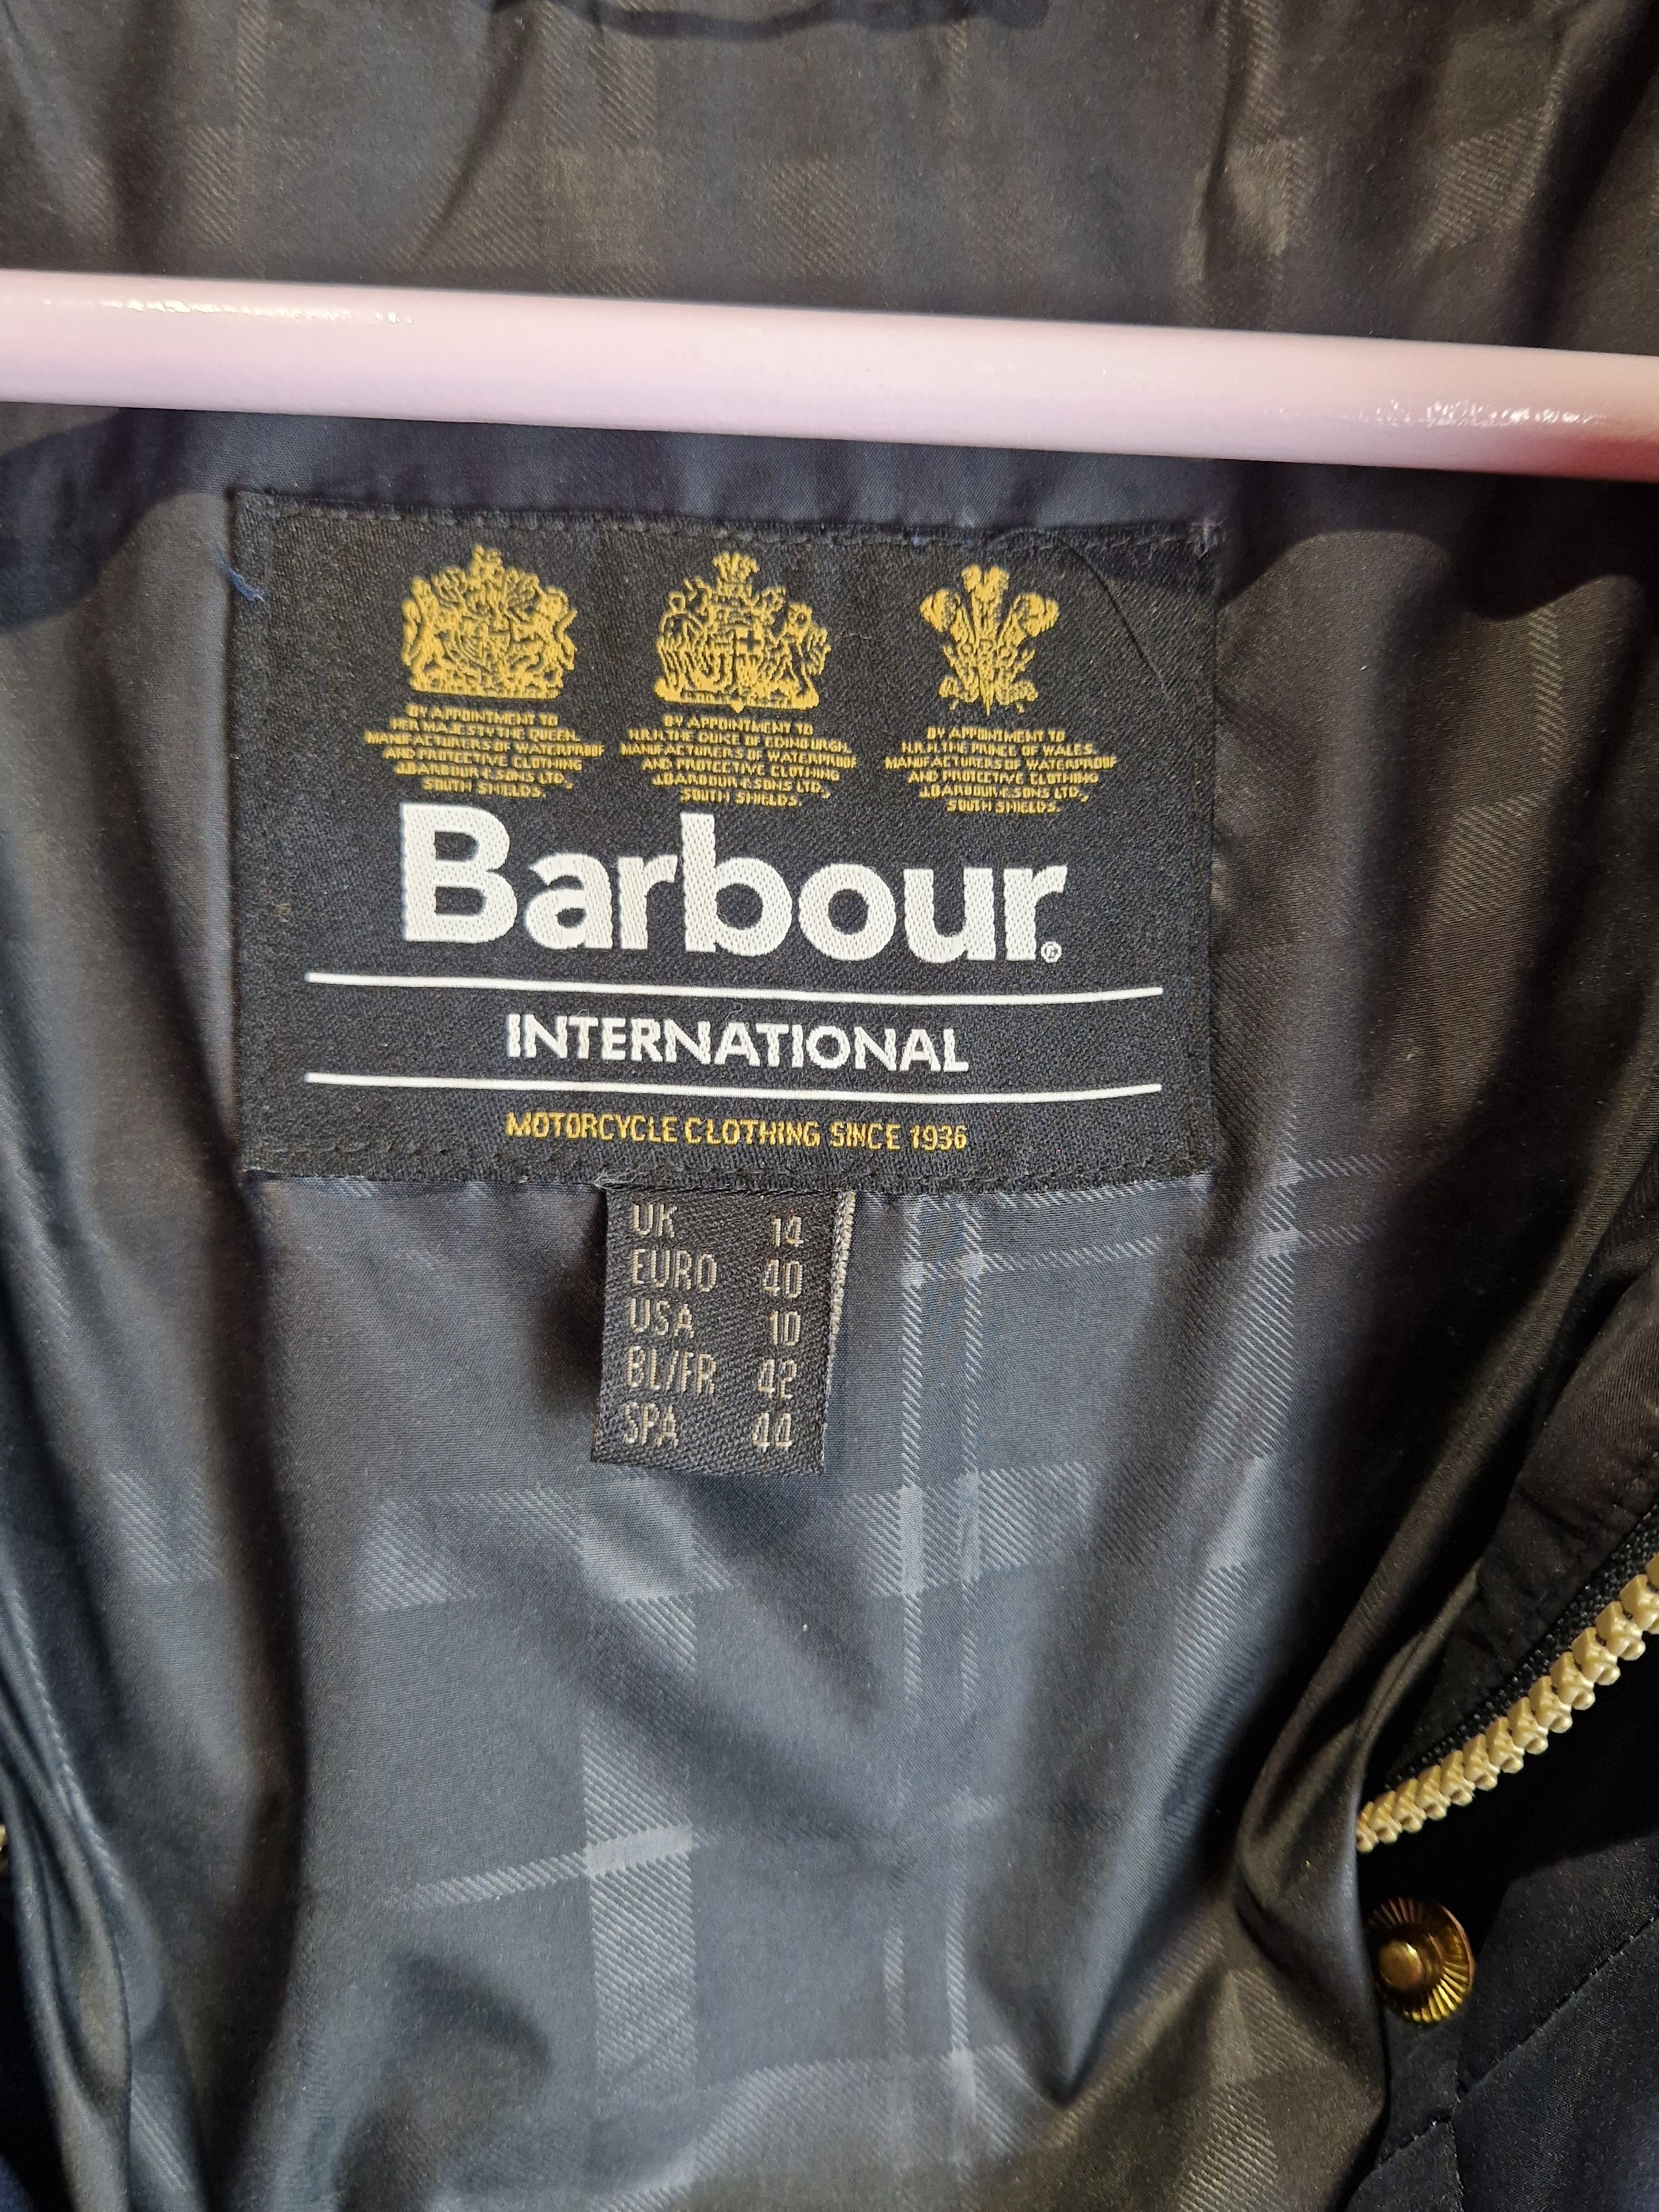 BY APPOINTMENT TO
HER MAJESTY THE QUEEN,
MANUFACTURERS OF WATERPROOF
AND PROTECTIVE CLOTHING
J.BARBOUR & SONS LTD,
SOUTH SHIELDS.
BY APPOINTMENT TO
H.R.H. THE DUKE OF EDINBURGH,
MANUFACTURERS OF WATERPROOF
AND PROTECTIVE CLOTHING
J.BARBOUR & SONS LTD,
SOUTH SHIELDS.
BY APPOINTMENT TO
H.R.H. THE PRINCE OF WALES,
MANUFACTURERS OF WATERPROOF
AND PROTECTIVE CLOTHING
J.BARBOUR & SONS LTD,
SOUTH SHIELDS.
Barbour®
INTERNATIONAL
MOTORCYCLE CLOTHING SINCE 1936
UK 14
EURO 40
USA 10
BL/FR 42
SPA 44